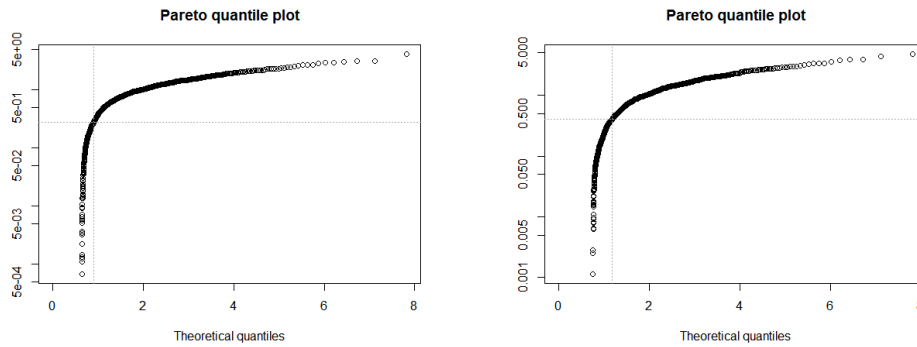 Pareto quantile plot
5e+00
5e-01
5e-02
5e-03
5e-04
0 2 4 6 8
Theoretical quantiles
Pareto quantile plot
5.000
0.500
0.050
0.005
0.001
0 2 4 6 8
Theoretical quantiles